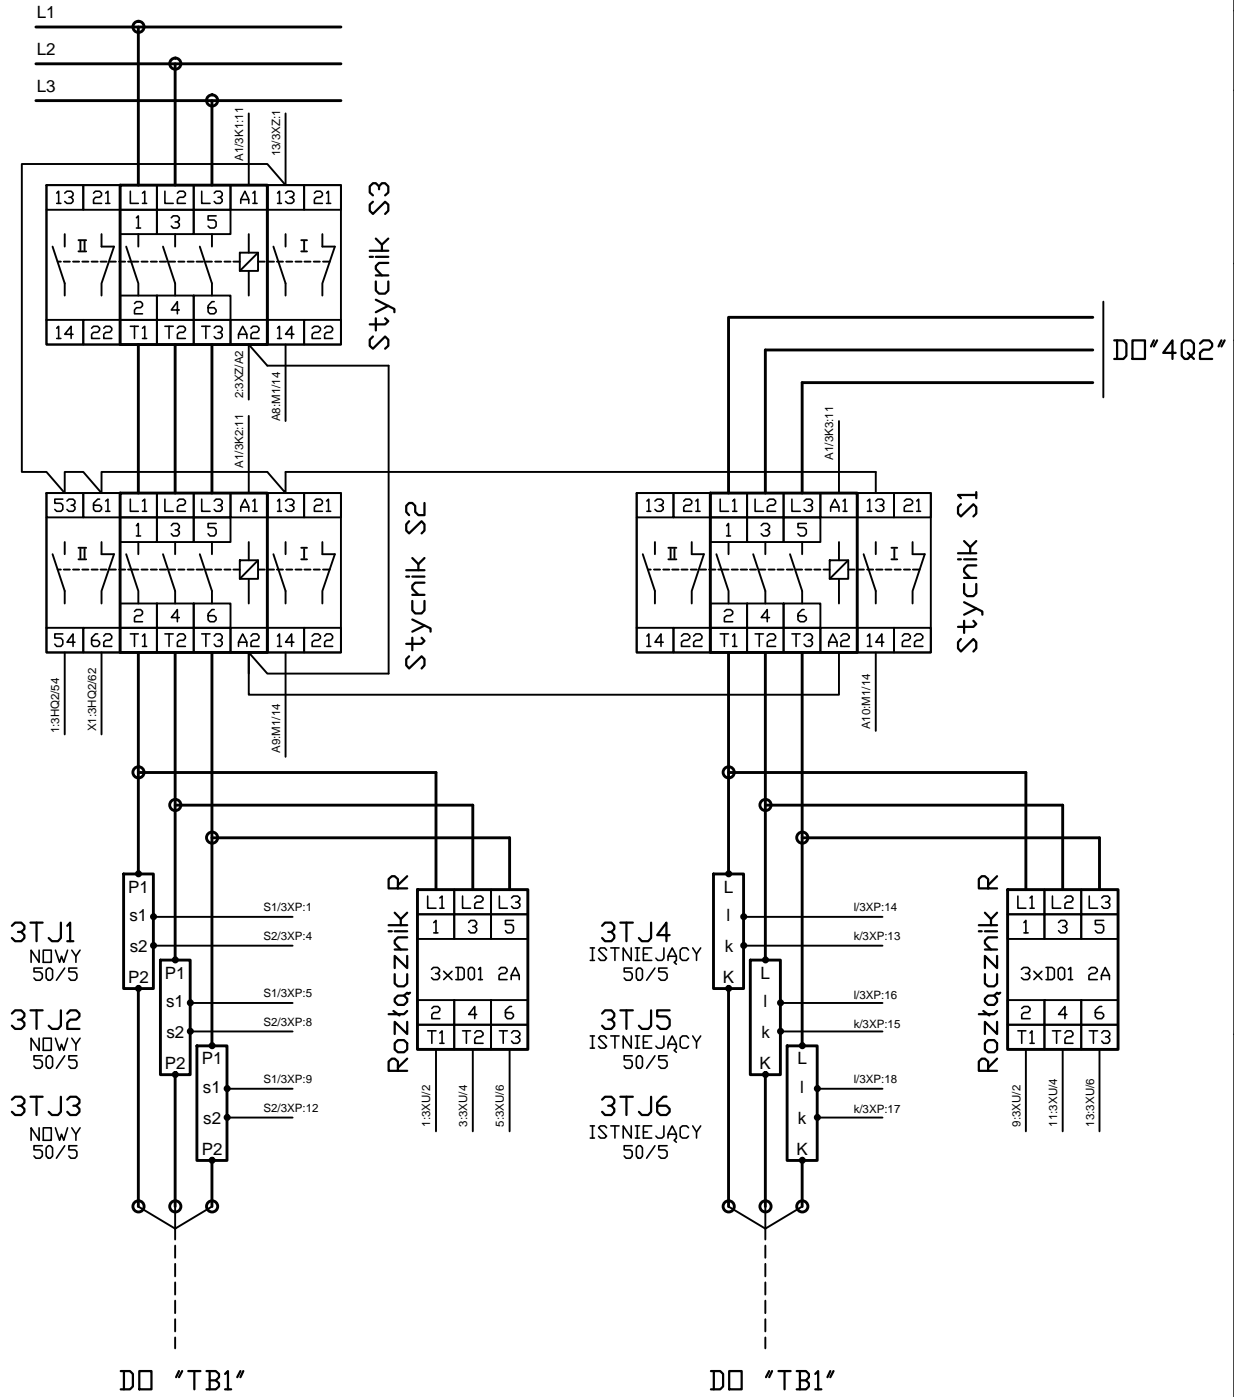 L1
L2
L3
A1/3K1:11
13/3XZ:1
13 21 L1 L2 L3 A1 13 21
1 3 5
II I
2 4 6
14 22 T1 T2 T3 A2 14 22
Stycnik S3
2:3XZ/A2
A8:M1/14
A1/3K2:11
53 61 L1 L2 L3 A1 13 21
1 3 5
II I
2 4 6
54 62 T1 T2 T3 A2 14 22
Stycnik S2
1:3HQ2/54
X1:3HQ2/62
A9:M1/14
DO"4Q2"
A1/3K3:11
13 21 L1 L2 L3 A1 13 21
1 3 5
II I
2 4 6
14 22 T1 T2 T3 A2 14 22
Stycnik S1
A10:M1/14
3TJ1
NOWY
50/5
P1
s1
s2
P2
S1/3XP:1
S2/3XP:4
3TJ2
NOWY
50/5
P1
s1
s2
P2
S1/3XP:5
S2/3XP:8
3TJ3
NOWY
50/5
P1
s1
s2
P2
S1/3XP:9
S2/3XP:12
Rozłącznik R
L1 L2 L3
1 3 5
3xD01 2A
2 4 6
T1 T2 T3
1:3XU/2
3:3XU/4
5:3XU/6
DO "TB1"
3TJ4
ISTNIEJĄCY
50/5
L
l
k
K
l/3XP:14
k/3XP:13
3TJ5
ISTNIEJĄCY
50/5
L
l
k
K
l/3XP:16
k/3XP:15
3TJ6
ISTNIEJĄCY
50/5
L
l
k
K
l/3XP:18
k/3XP:17
Rozłącznik R
L1 L2 L3
1 3 5
3xD01 2A
2 4 6
T1 T2 T3
9:3XU/2
11:3XU/4
13:3XU/6
DO "TB1"